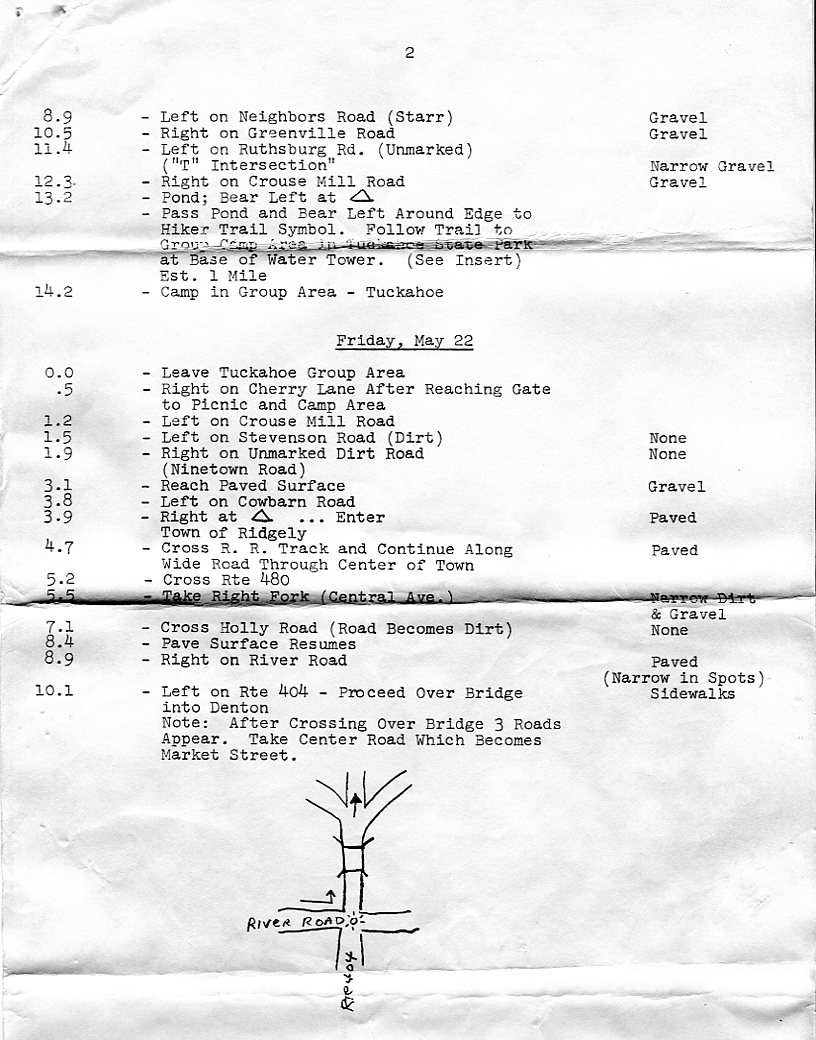 2
8.9 - Left on Neighbors Road (Starr) Gravel
10.5 - Right on Greenville Road Gravel
11.4 - Left on Ruthsburg Rd. (Unmarked)
("T" Intersection" Narrow Gravel
12.3 - Right on Crouse Mill Road Gravel
13.2 - Pond; Bear Left at △
- Pass Pond and Bear Left Around Edge to
Hiker Trail Symbol. Follow Trail to
Group Camp Area in Tuckahoe State Park
at Base of Water Tower. (See Insert)
Est. 1 Mile
14.2 - Camp in Group Area - Tuckahoe
Friday, May 22
0.0 - Leave Tuckahoe Group Area
.5 - Right on Cherry Lane After Reaching Gate
to Picnic and Camp Area
1.2 - Left on Crouse Mill Road
1.5 - Left on Stevenson Road (Dirt) None
1.9 - Right on Unmarked Dirt Road None
(Ninetown Road)
3.1 - Reach Paved Surface Gravel
3.8 - Left on Cowbarn Road
3.9 - Right at △ ... Enter Paved
Town of Ridgely
4.7 - Cross R. R. Track and Continue Along Paved
Wide Road Through Center of Town
5.2 - Cross Rte 480
5.5 - Take Right Fork (Central Ave.) Narrow Dirt
& Gravel
7.1 - Cross Holly Road (Road Becomes Dirt) None
8.4 - Pave Surface Resumes
8.9 - Right on River Road Paved
(Narrow in Spots)
10.1 - Left on Rte 404 - Proceed Over Bridge Sidewalks
into Denton
Note: After Crossing Over Bridge 3 Roads
Appear. Take Center Road Which Becomes
Market Street.
RIVER ROAD
RTE 404